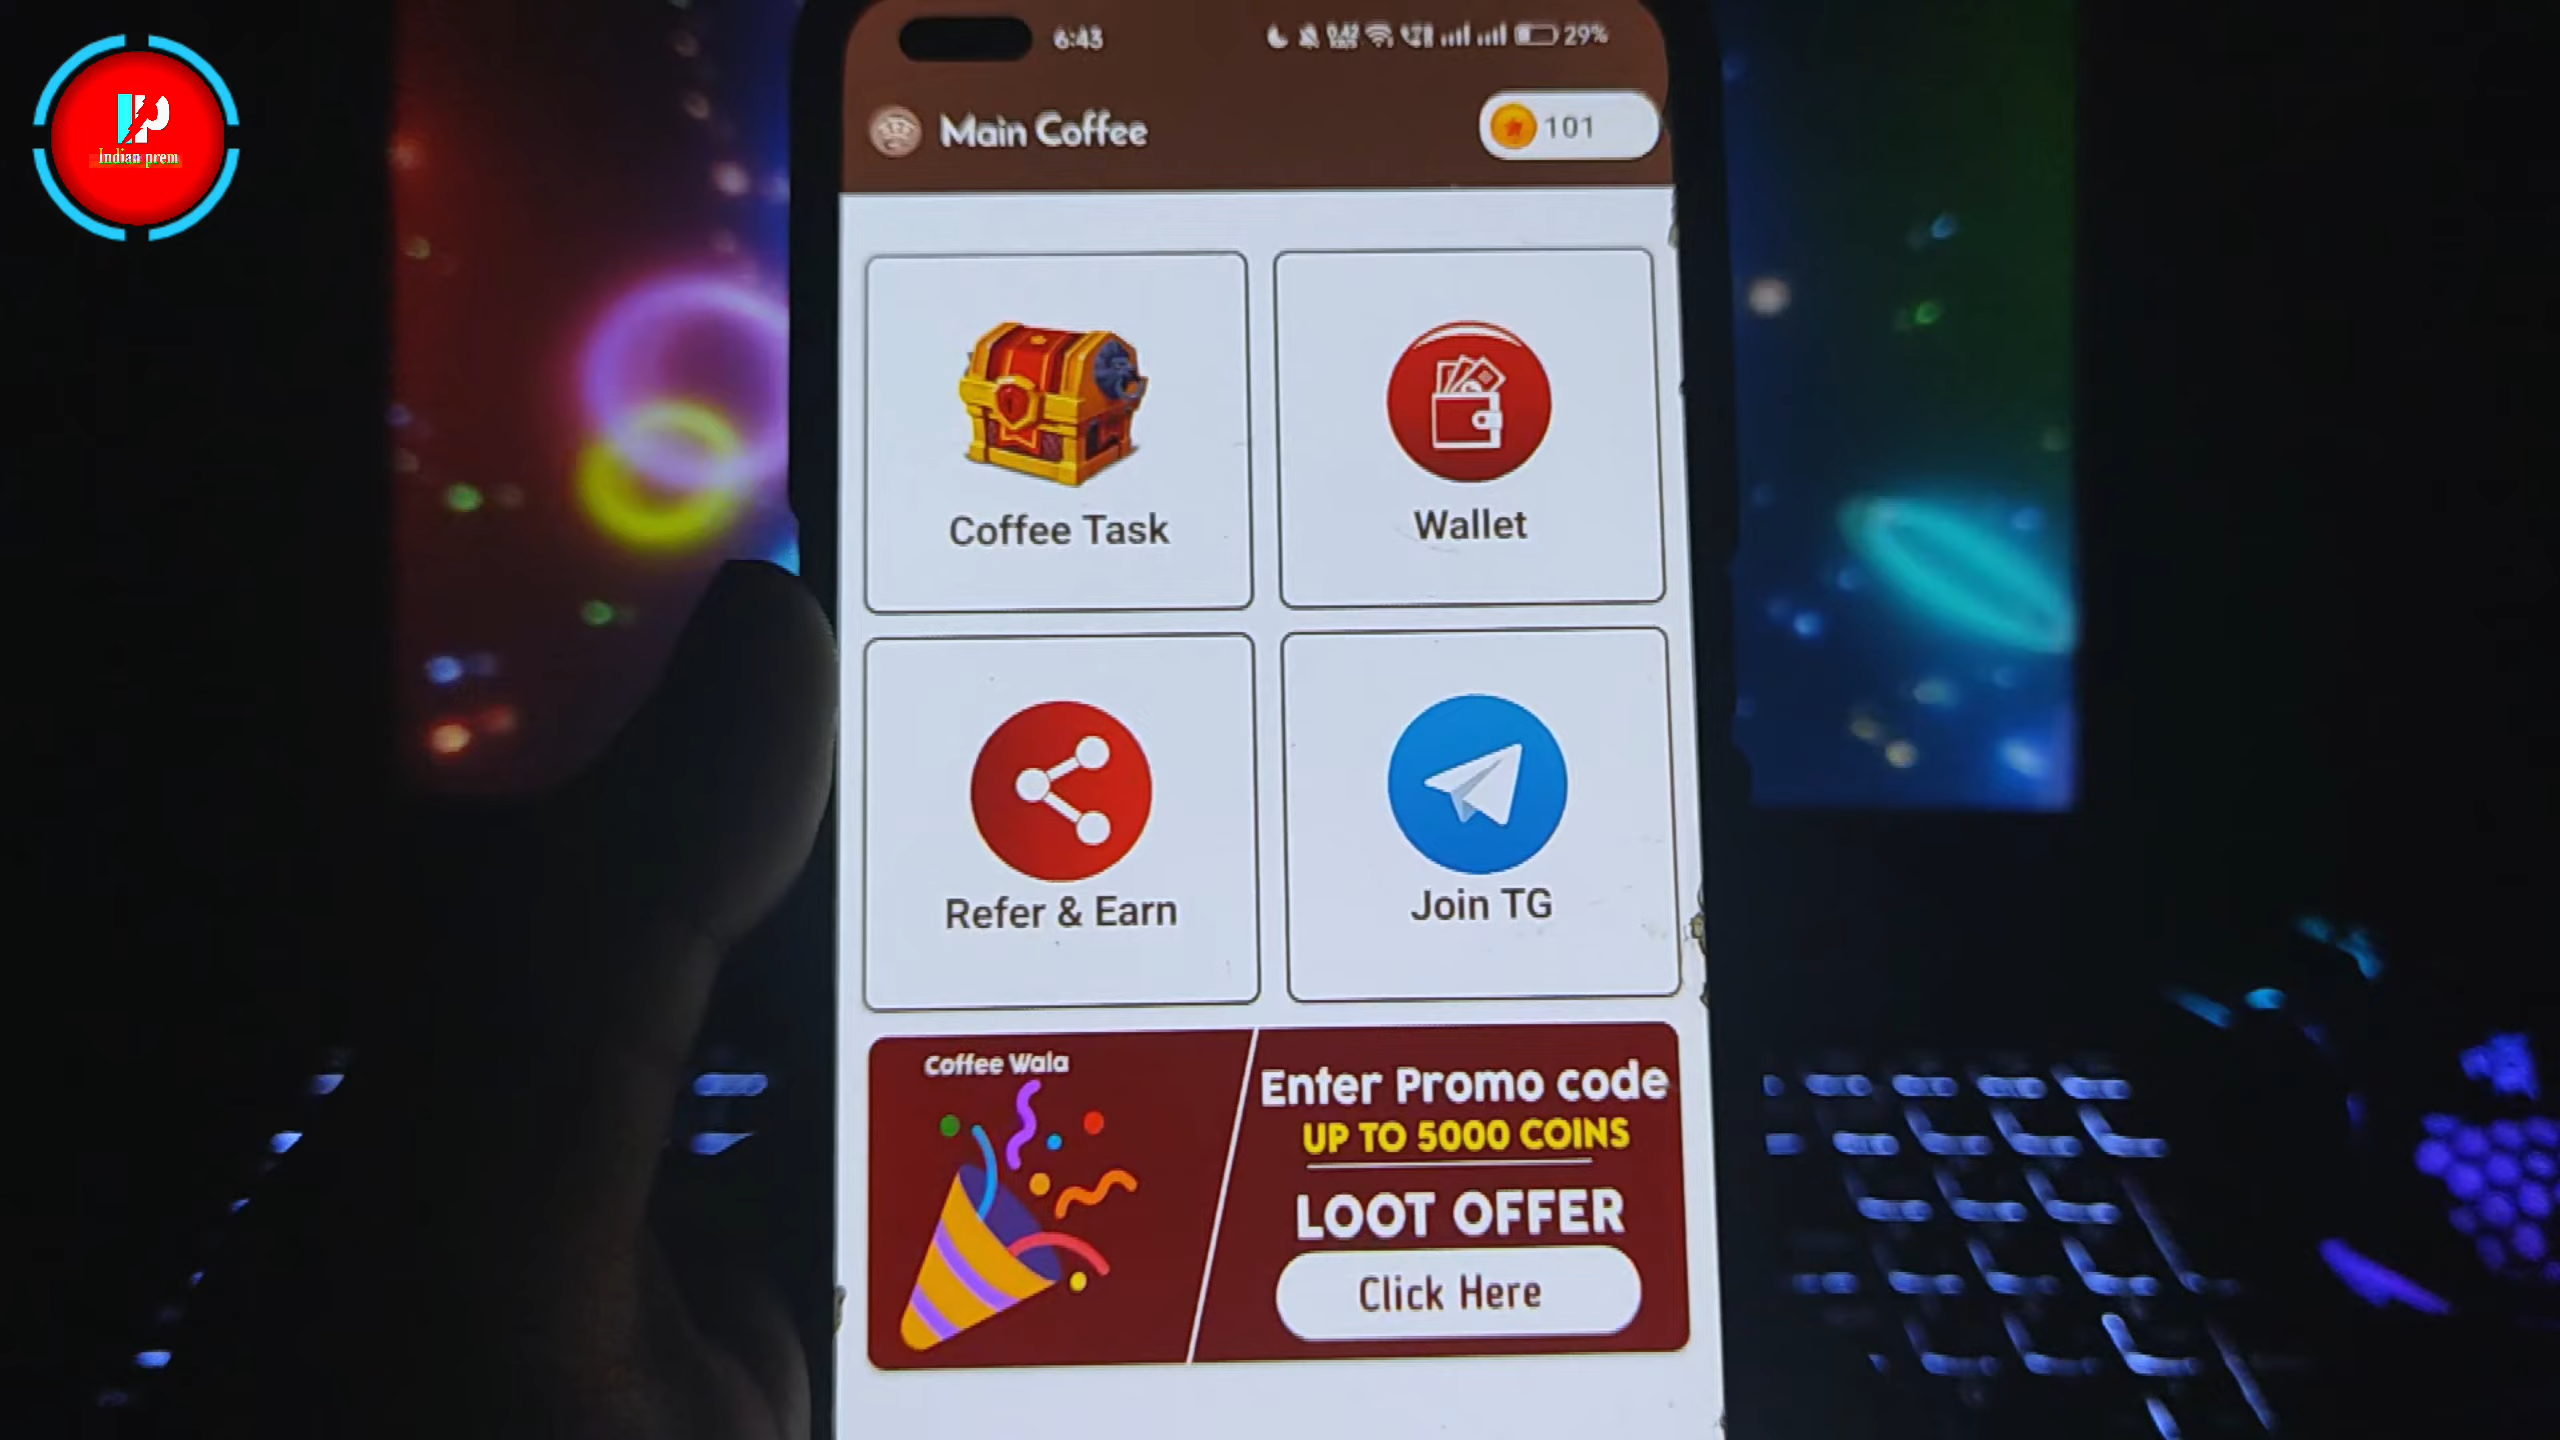 Indian prem
6:43
29%
Main Coffee
101
Coffee Task
Wallet
Refer & Earn
Join TG
Coffee Wala
Enter Promo code
UP TO 5000 COINS
LOOT OFFER
Click Here